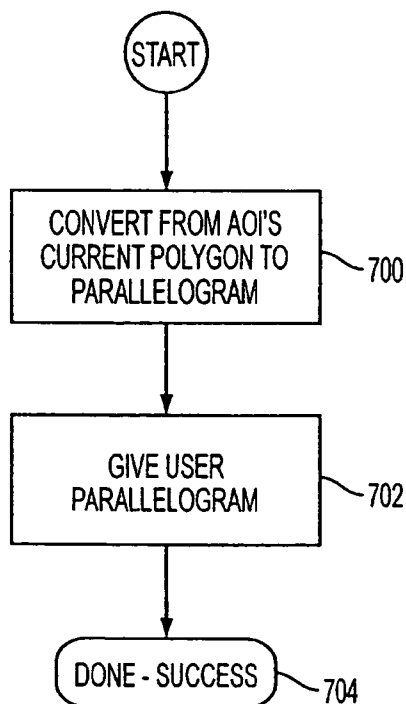 START
CONVERT FROM AOI'S
CURRENT POLYGON TO
PARALLELOGRAM
700
GIVE USER
PARALLELOGRAM
702
DONE - SUCCESS
704